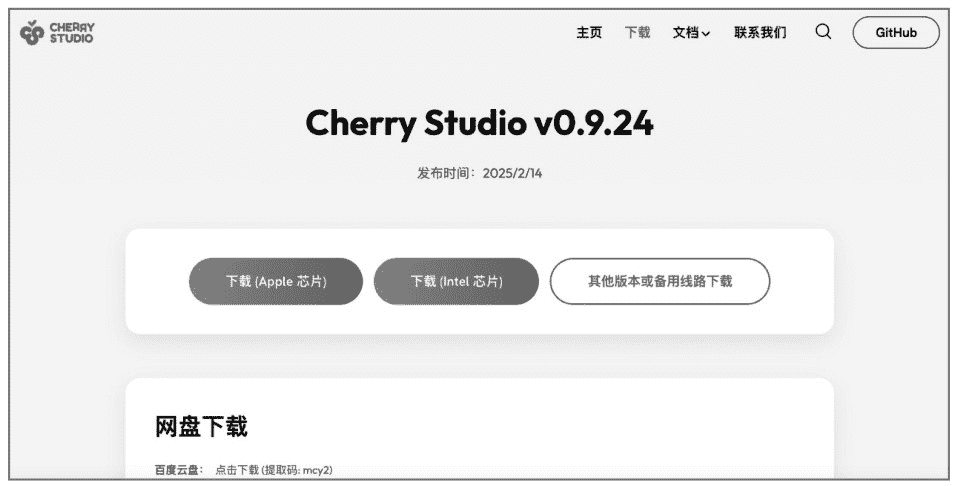 CHERRY
STUDIO
主页 下载 文档 联系我们 GitHub
Cherry Studio v0.9.24
发布时间：2025/2/14
下载 (Apple 芯片) 下载 (Intel 芯片) 其他版本或备用线路下载
网盘下载
百度云盘： 点击下载 (提取码: mcy2)